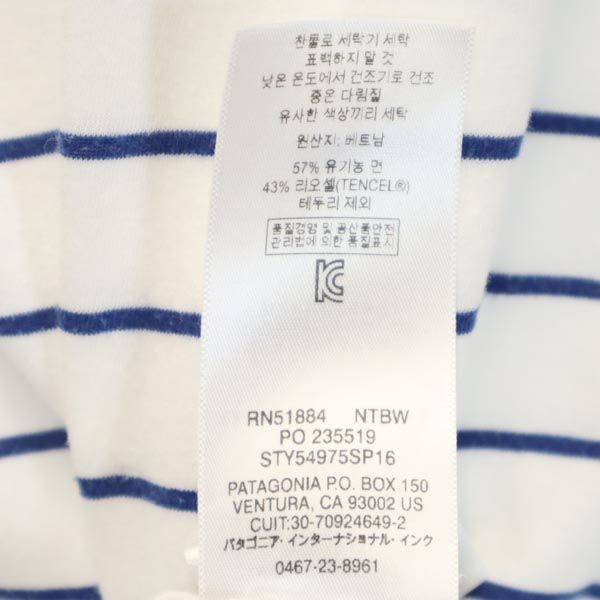 찬물로 세탁기 세탁
표백하지 말 것
낮은 온도에서 건조기로 건조
중온 다림질
유사한 색상끼리 세탁
원산지: 베트남
57% 유기농 면
43% 리오셀(TENCEL®)
테두리 제외
품질경영 및 공산품안전
관리법에 의한 품질표시
KC
RN51884 NTBW
PO 235519
STY54975SP16
PATAGONIA P.O. BOX 150
VENTURA, CA 93002 US
CUIT:30-70924649-2
パタゴニア・インターナショナル・インク
0467-23-8961